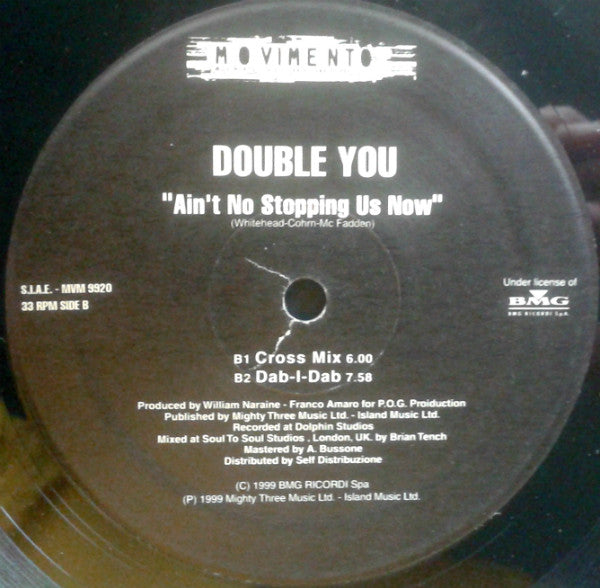 MOVIMENTO
DOUBLE YOU
"Ain't No Stopping Us Now"
(Whitehead-Cohrn-Mc Fadden)
S.I.A.E. - MVM 9920
33 RPM SIDE B
Under license of
BMG
BMG RICORDI S.p.A.
B1 Cross Mix 6.00
B2 Dab-I-Dab 7.58
Produced by William Naraine - Franco Amaro for P.O.G. Proiduction
Published by Mighty Three Music Ltd. - Island Music Ltd.
Recorded at Dolphin Studios
Mixed at Soul To Soul Studios , London, UK. by Brian Tench
Mastered by A. Bussone
Distributed by Self Distribuzione
(C) 1999 BMG RICORDI Spa
(P) 1999 Mighty Three Music Ltd. - Island Music Ltd.